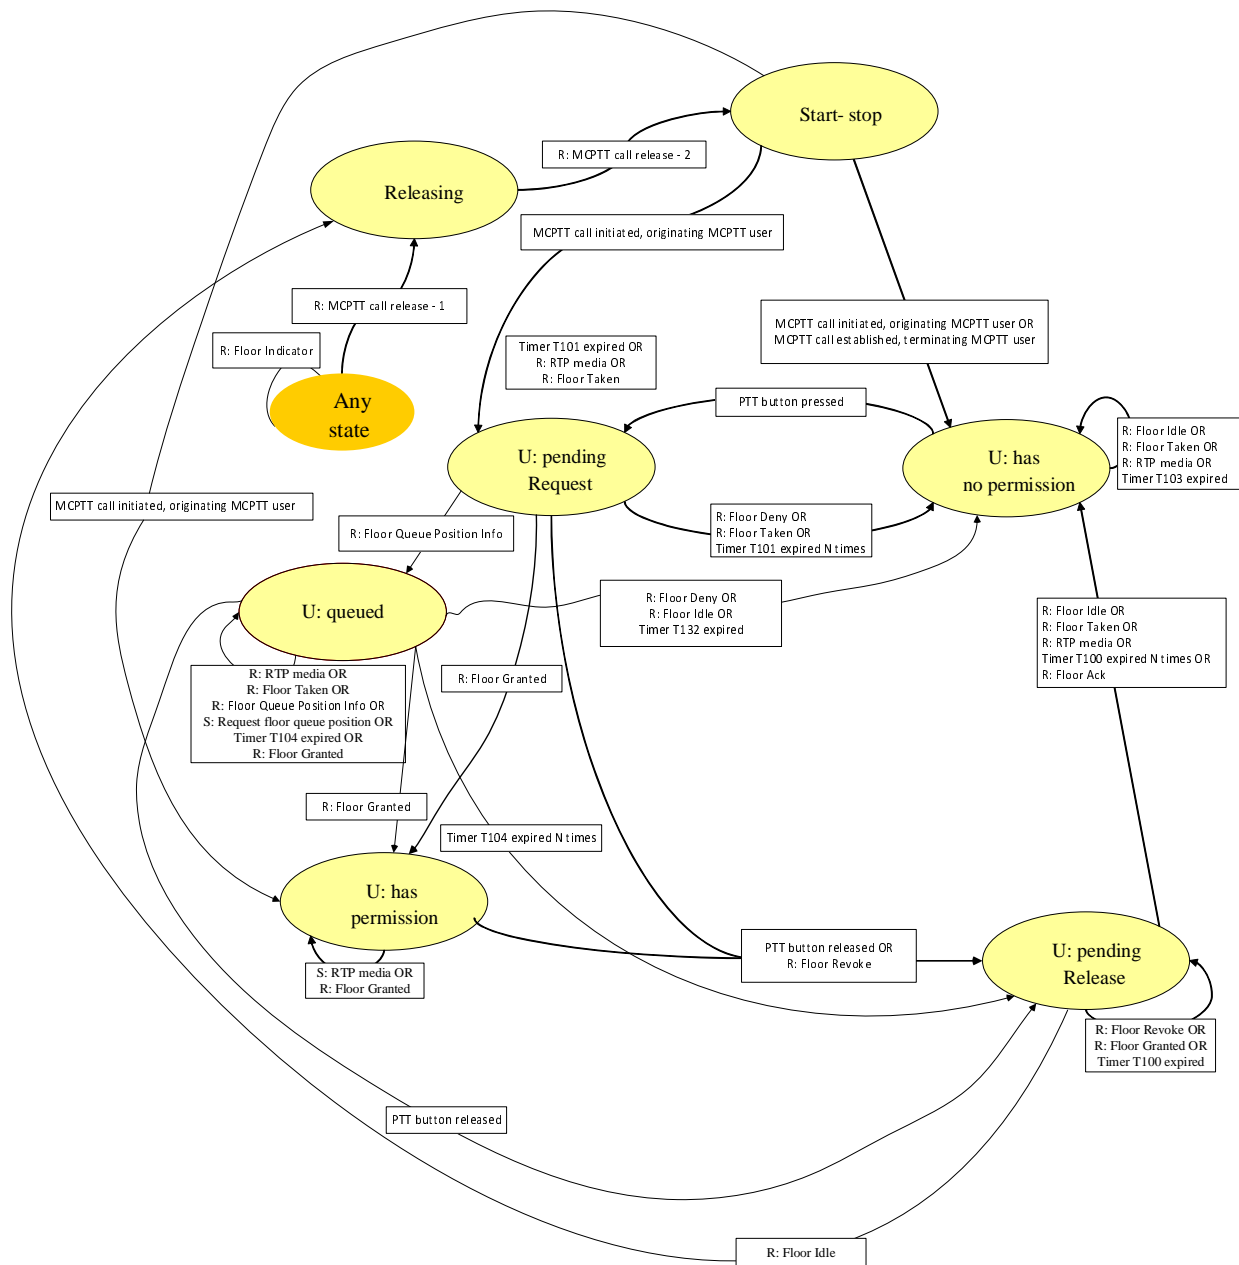 Start- stop
R: MCPTT call release - 2
Releasing
MCPTT call initiated, originating MCPTT user
R: MCPTT call release - 1
MCPTT call initiated, originating MCPTT user OR
MCPTT call established, terminating MCPTT user
R: Floor Indicator
Timer T101 expired OR
R: RTP media OR
R: Floor Taken
Any
state
PTT button pressed
U: pending
Request
U: has
no permission
R: Floor Idle OR
R: Floor Taken OR
R: RTP media OR
Timer T103 expired
MCPTT call initiated, originating MCPTT user
R: Floor Queue Position Info
R: Floor Deny OR
R: Floor Taken OR
Timer T101 expired N times
U: queued
R: Floor Deny OR
R: Floor Idle OR
Timer T132 expired
R: Floor Idle OR
R: Floor Taken OR
R: RTP media OR
Timer T100 expired N times OR
R: Floor Ack
R: RTP media OR
R: Floor Taken OR
R: Floor Queue Position Info OR
S: Request floor queue position OR
Timer T104 expired OR
R: Floor Granted
R: Floor Granted
R: Floor Granted
Timer T104 expired N times
U: has
permission
PTT button released OR
R: Floor Revoke
U: pending
Release
S: RTP media OR
R: Floor Granted
R: Floor Revoke OR
R: Floor Granted OR
Timer T100 expired
PTT button released
R: Floor Idle